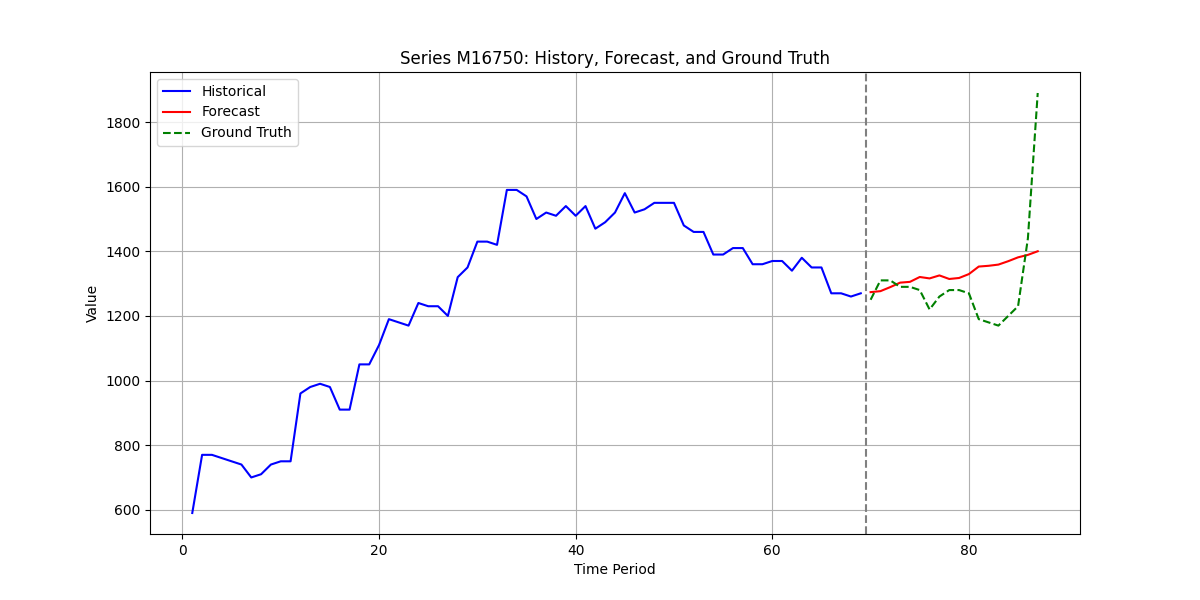 Series M16750: History, Forecast, and Ground Truth
Historical
Forecast
Ground Truth
Value
1800
1600
1400
1200
1000
800
600
0 20 40 60 80
Time Period